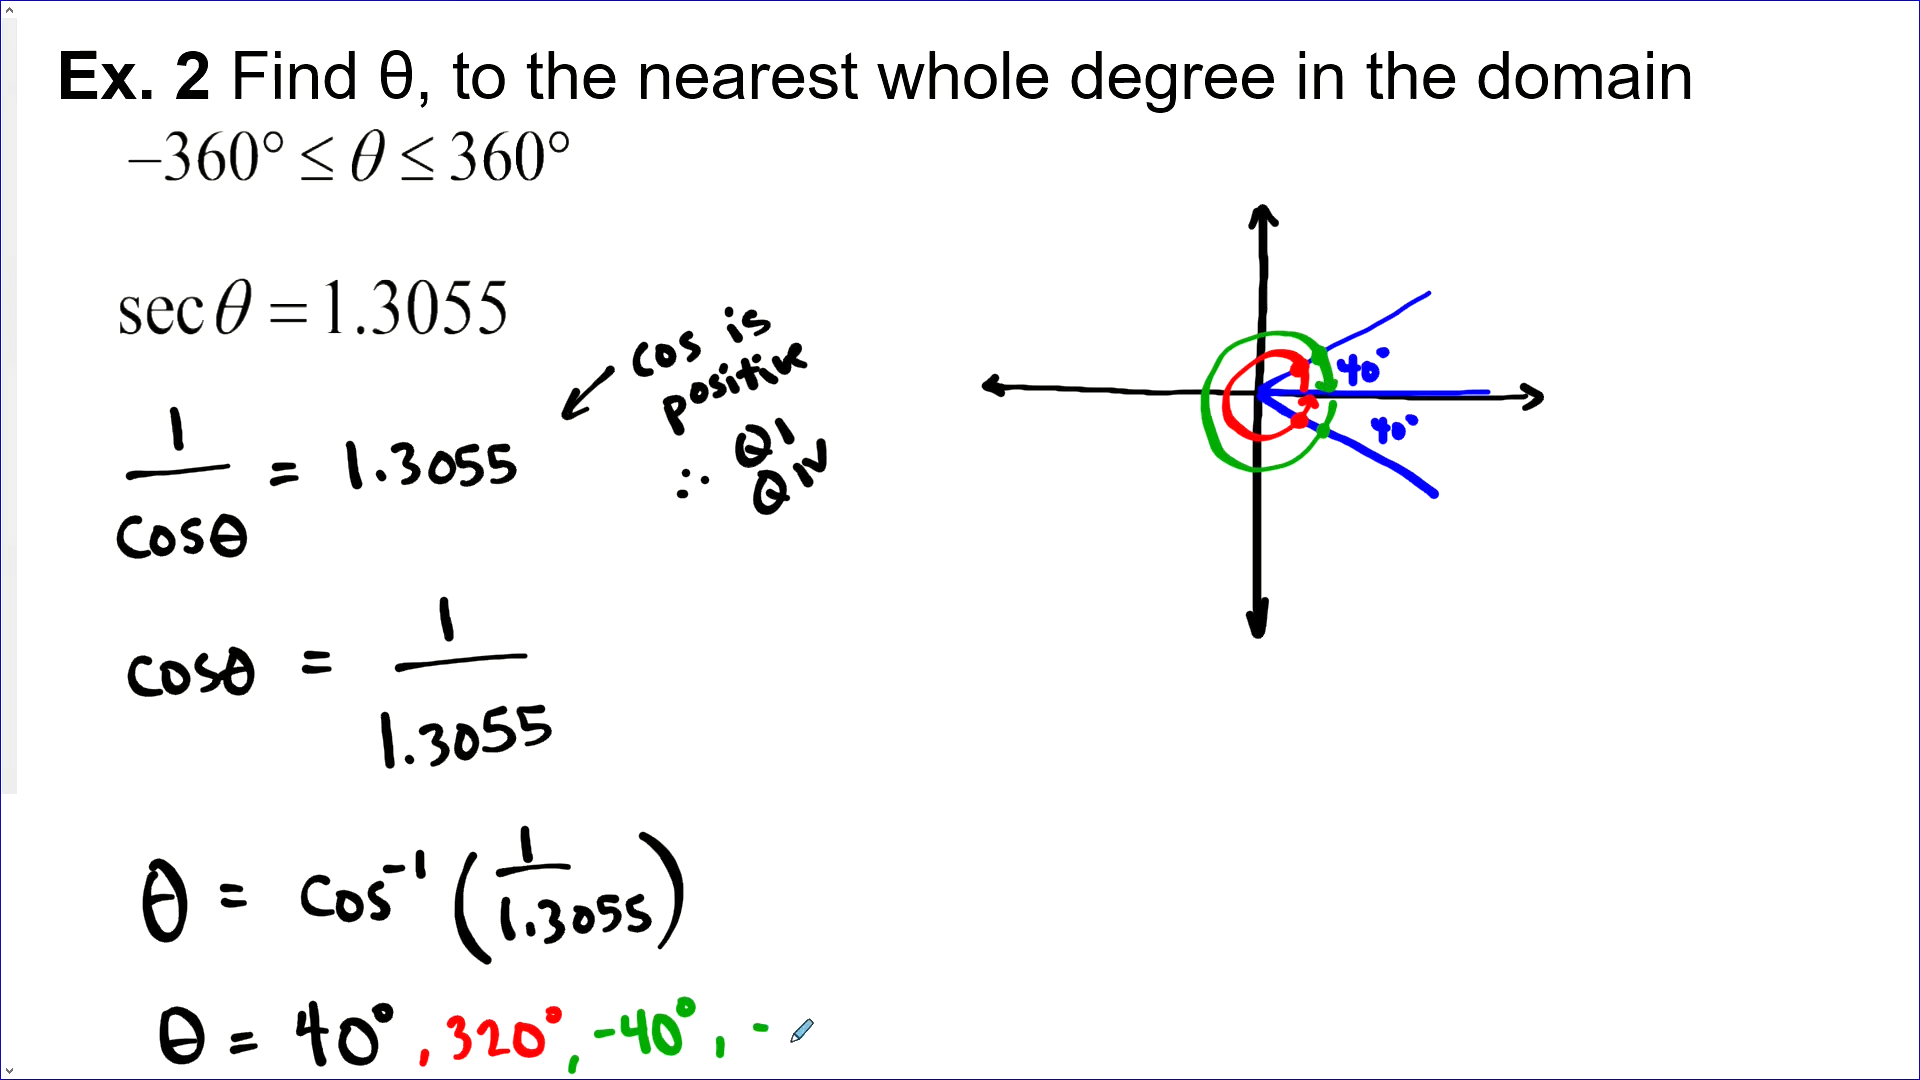 Ex. 2 Find θ, to the nearest whole degree in the domain
−360° ≤ θ ≤ 360°
sec θ = 1.3055
cos is
positive
∴ QI
QIV
1
cosθ
= 1.3055
cosθ =
1
1.3055
θ = cos⁻¹(1/1.3055)
θ = 40°, 320°, -40°, -
40°
40°